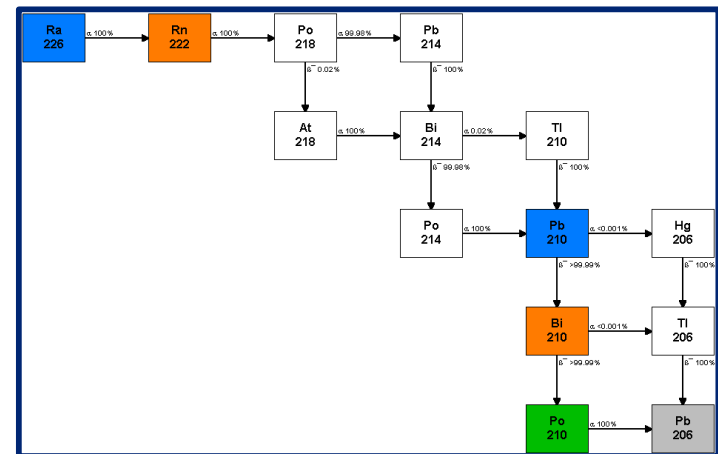 Ra
226
α 100%
Rn
222
α 100%
Po
218
α 99.98%
Pb
214
β¯ 0.02%
β¯ 100%
At
218
α 100%
Bi
214
α 0.02%
Tl
210
β¯ 99.98%
β¯ 100%
Po
214
α 100%
Pb
210
α <0.001%
Hg
206
β¯ >99.99%
β¯ 100%
Bi
210
α <0.001%
Tl
206
β¯ >99.99%
β¯ 100%
Po
210
α 100%
Pb
206